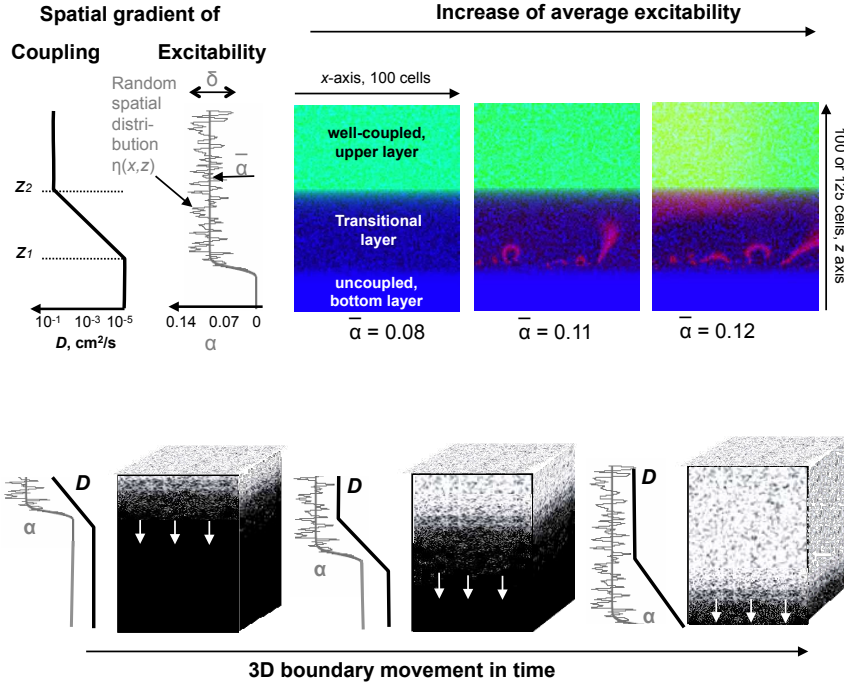 Spatial gradient of
Coupling
Excitability
Random
spatial
distri-
bution
η(x,z)
δ
α̅
z2
z1
10-1 10-3 10-5
D, cm2/s
0.14 0.07 0
α
Increase of average excitability
x-axis, 100 cells
well-coupled,
upper layer
Transitional
layer
uncoupled,
bottom layer
α̅ = 0.08
α̅ = 0.11
α̅ = 0.12
100 or 125 cells, z axis
D
α
D
α
D
α
3D boundary movement in time